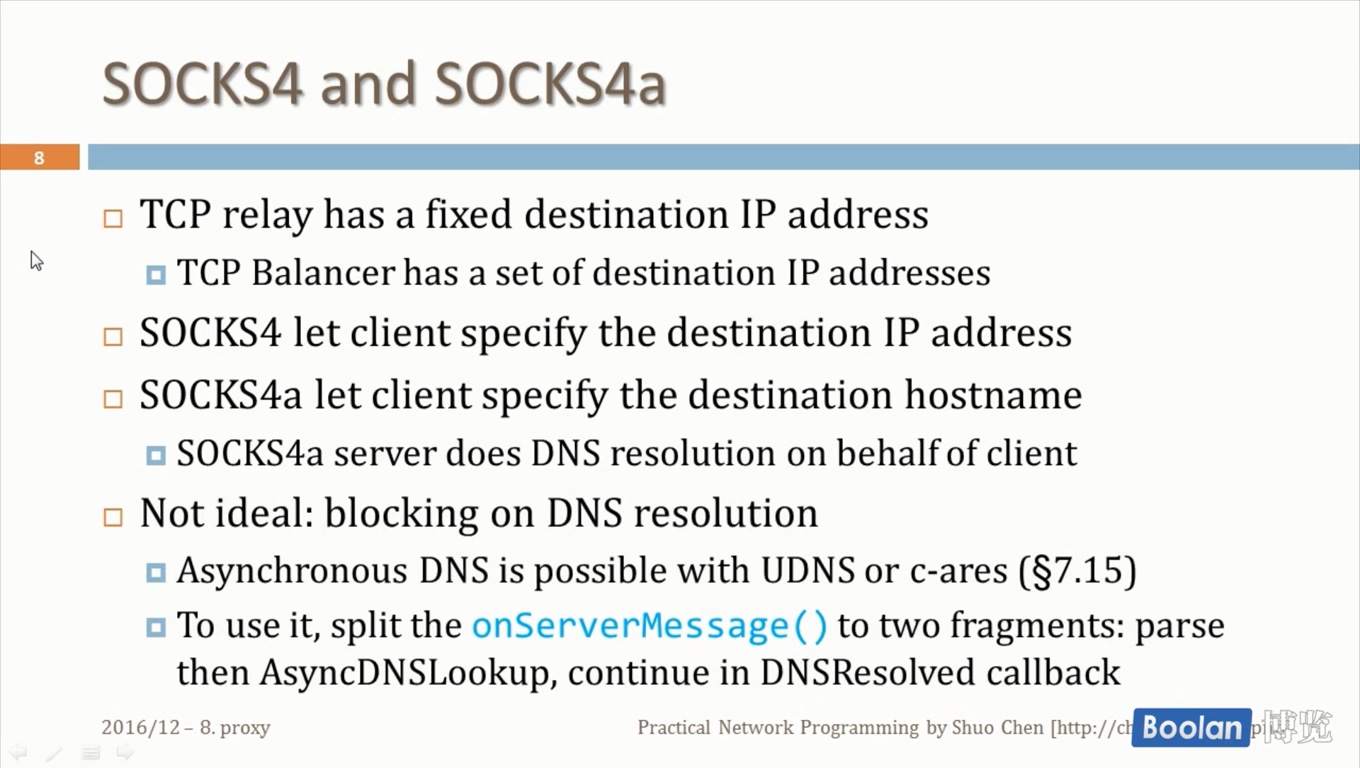 SOCKS4 and SOCKS4a
8
TCP relay has a fixed destination IP address
TCP Balancer has a set of destination IP addresses
SOCKS4 let client specify the destination IP address
SOCKS4a let client specify the destination hostname
SOCKS4a server does DNS resolution on behalf of client
Not ideal: blocking on DNS resolution
Asynchronous DNS is possible with UDNS or c-ares (§7.15)
To use it, split the onServerMessage() to two fragments: parse
then AsyncDNSLookup, continue in DNSResolved callback
2016/12 – 8. proxy
Practical Network Programming by Shuo Chen
Boolan 博览